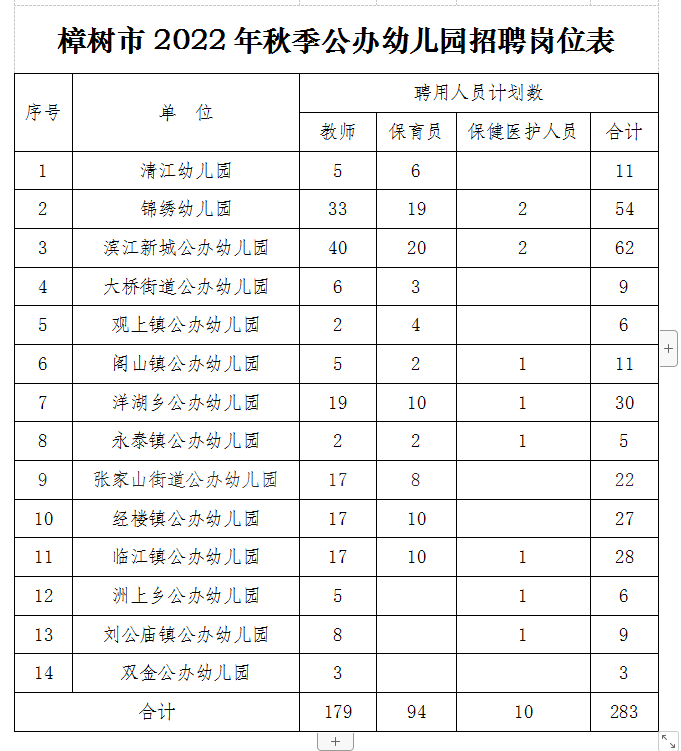 樟树市 2022 年秋季公办幼儿园招聘岗位表
序号 单 位 聘用人员计划数
教师 保育员 保健医护人员 合计
1 清江幼儿园 5 6 11
2 锦绣幼儿园 33 19 2 54
3 滨江新城公办幼儿园 40 20 2 62
4 大桥街道公办幼儿园 6 3 9
5 观上镇公办幼儿园 2 4 6
6 阁山镇公办幼儿园 5 2 1 11
7 洋湖乡公办幼儿园 19 10 1 30
8 永泰镇公办幼儿园 2 2 1 5
9 张家山街道公办幼儿园 17 8 22
10 经楼镇公办幼儿园 17 10 27
11 临江镇公办幼儿园 17 10 1 28
12 洲上乡公办幼儿园 5 1 6
13 刘公庙镇公办幼儿园 8 1 9
14 双金公办幼儿园 3 3
合计 179 94 10 283